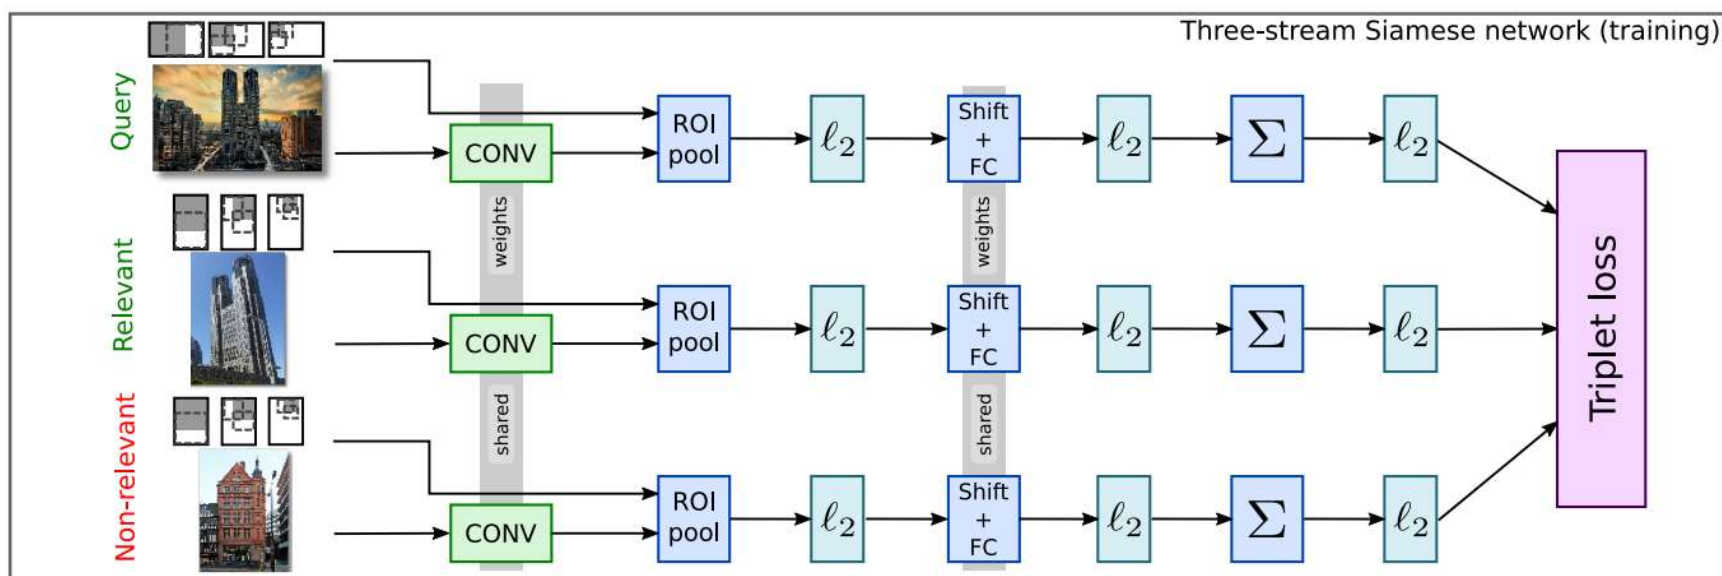 Three-stream Siamese network (training)
Query
CONV
ROI
pool
ℓ2
Shift
+
FC
ℓ2
Σ
ℓ2
weights
weights
Relevant
CONV
ROI
pool
ℓ2
Shift
+
FC
ℓ2
Σ
ℓ2
Triplet loss
shared
shared
Non-relevant
CONV
ROI
pool
ℓ2
Shift
+
FC
ℓ2
Σ
ℓ2